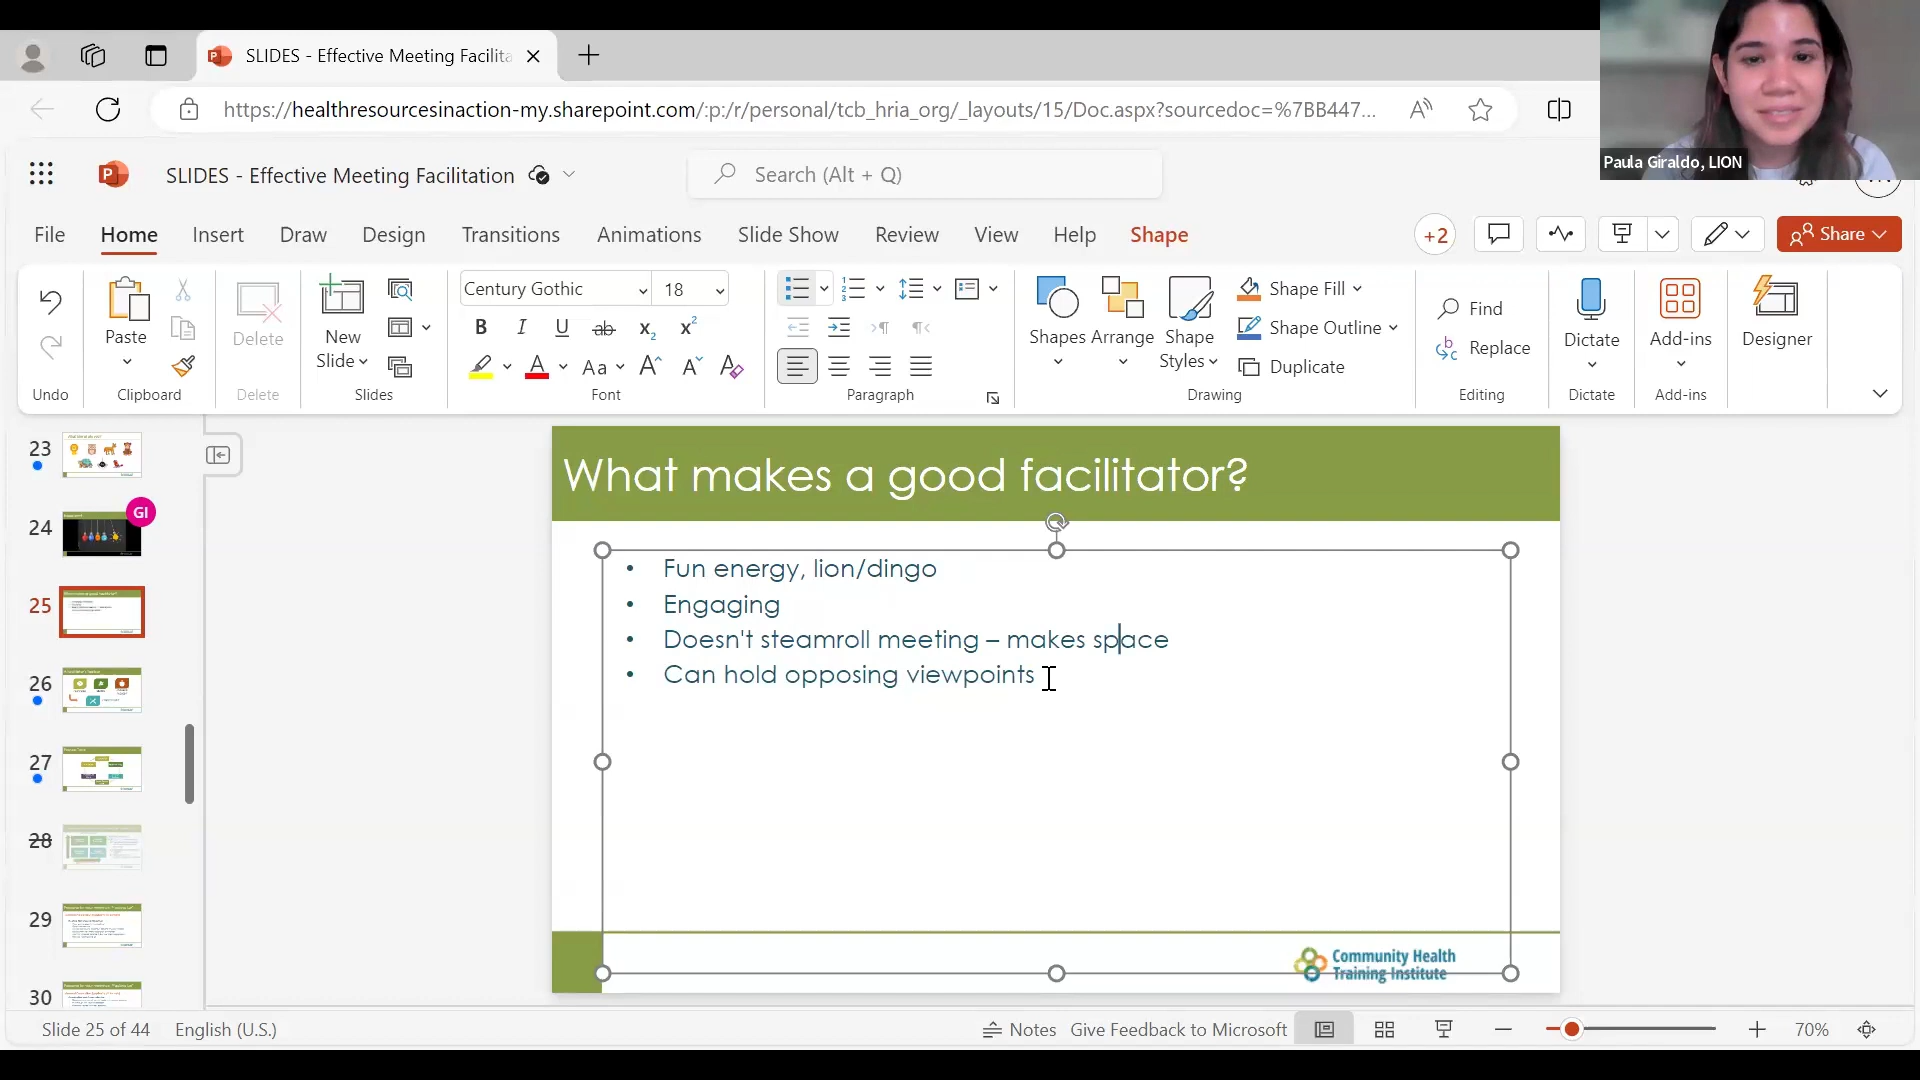 SLIDES - Effective Meeting Facilita
https://healthresourcesinaction-my.sharepoint.com/:p:/r/personal/tcb_hria_org/_layouts/15/Doc.aspx?sourcedoc=%7BB447...
Paula Giraldo, LION
SLIDES - Effective Meeting Facilitation
Search (Alt + Q)
File Home Insert Draw Design Transitions Animations Slide Show Review View Help Shape
+2
Share
Century Gothic 18
Paste
Delete
New
Slide
B I U ab x2 x2
A Aa A A A
Shapes Arrange Shape
Styles
Shape Fill
Shape Outline
Duplicate
Find
Replace
Dictate
Add-ins
Designer
Undo Clipboard Delete Slides Font Paragraph Drawing Editing Dictate Add-ins
23
24
GI
25
26
27
28
29
30
What makes a good facilitator?
• Fun energy, lion/dingo
• Engaging
• Doesn't steamroll meeting – makes space
• Can hold opposing viewpoints
Community Health
Training Institute
Slide 25 of 44 English (U.S.) Notes Give Feedback to Microsoft 70%